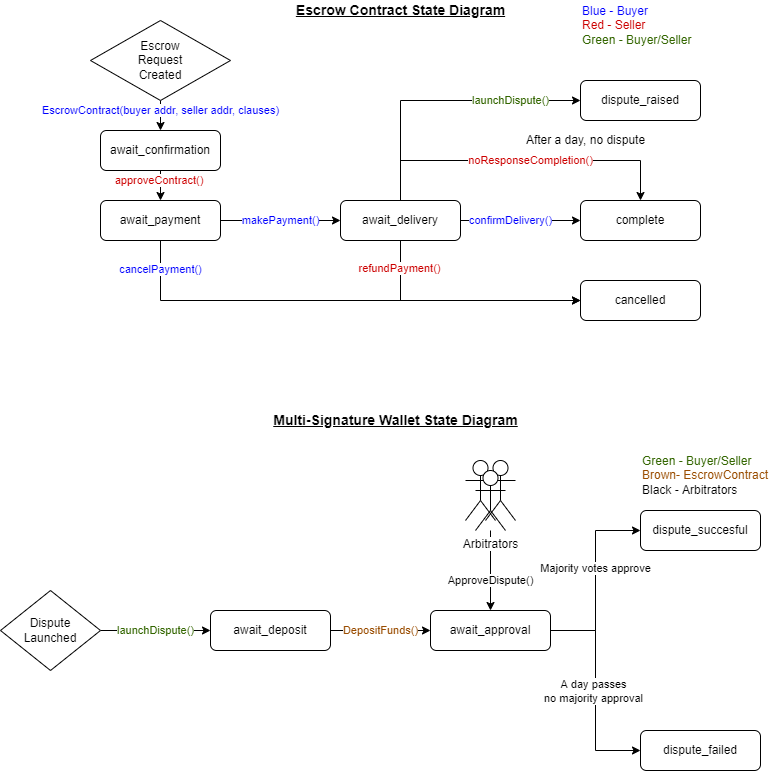 Escrow Contract State Diagram
Blue - Buyer
Red - Seller
Green - Buyer/Seller
Escrow
Request
Created
EscrowContract(buyer addr, seller addr, clauses)
launchDispute()
dispute_raised
After a day, no dispute
await_confirmation
noResponseCompletion()
approveContract()
await_payment
makePayment()
await_delivery
confirmDelivery()
complete
cancelPayment()
refundPayment()
cancelled
Multi-Signature Wallet State Diagram
Green - Buyer/Seller
Brown- EscrowContract
Black - Arbitrators
Arbitrators
dispute_succesful
Majority votes approve
ApproveDispute()
Dispute
Launched
launchDispute()
await_deposit
DepositFunds()
await_approval
A day passes
no majority approval
dispute_failed